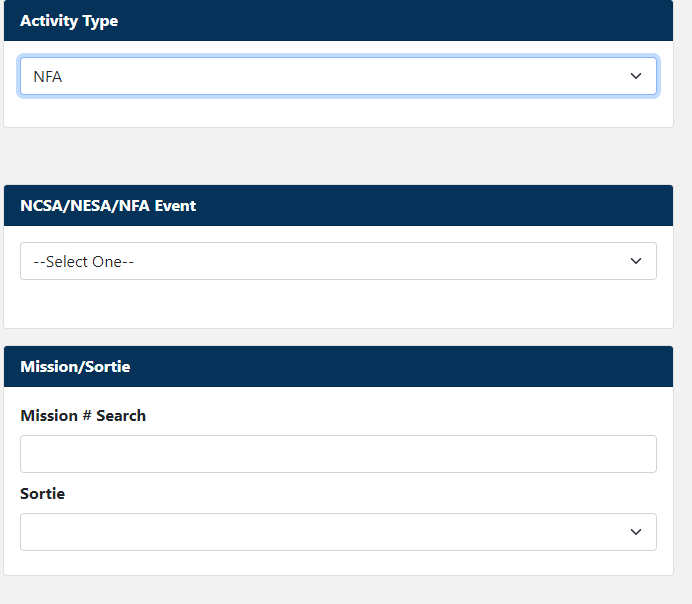 Activity Type
NFA
NCSA/NESA/NFA Event
--Select One--
Mission/Sortie
Mission # Search
Sortie